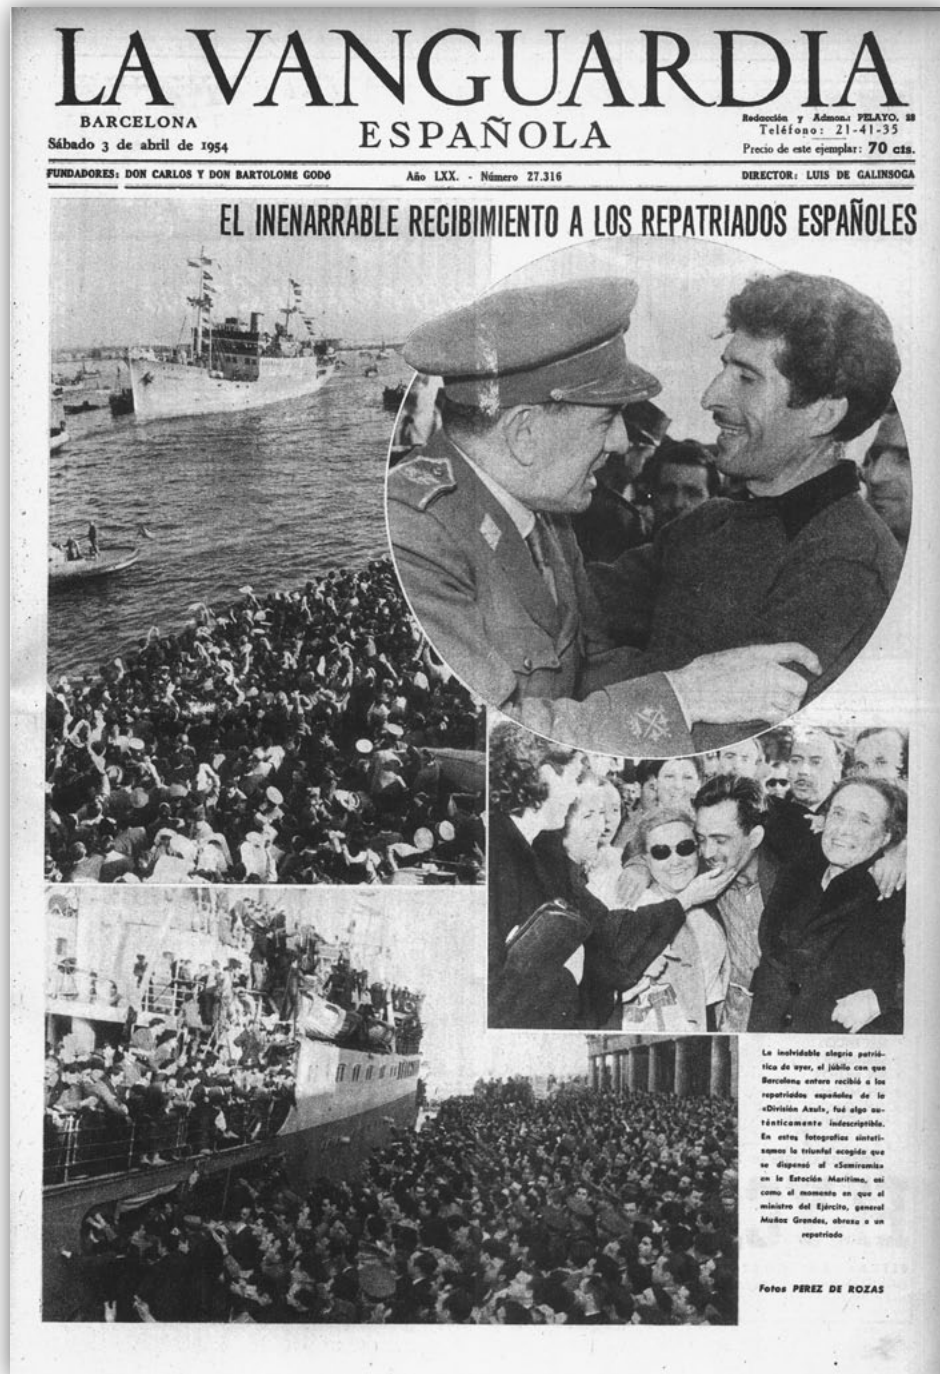 LA VANGUARDIA
ESPAÑOLA
BARCELONA
Sábado 3 de abril de 1954
Redacción y Admon.: PELAYO, 28
Teléfono: 21-41-35
Precio de este ejemplar: 70 cts.
FUNDADORES: DON CARLOS Y DON BARTOLOME GODÓ
Año LXX. - Número 27.316
DIRECTOR: LUIS DE GALINSOGA
EL INENARRABLE RECIBIMIENTO A LOS REPATRIADOS ESPAÑOLES
La inolvidable alegría patrió-
tica de ayer, el júbilo con que
Barcelona entera recibió a los
repatriados españoles de la
«División Azul», fué algo au-
ténticamente indescriptible.
En estas fotografías sinteti-
zamos la triunfal acogida que
se dispensó al «Semíramis»
en la Estación Marítima, así
como el momento en que el
ministro del Ejército, general
Muñoz Grandes, abraza a un
repatriado
Fotos PEREZ DE ROZAS